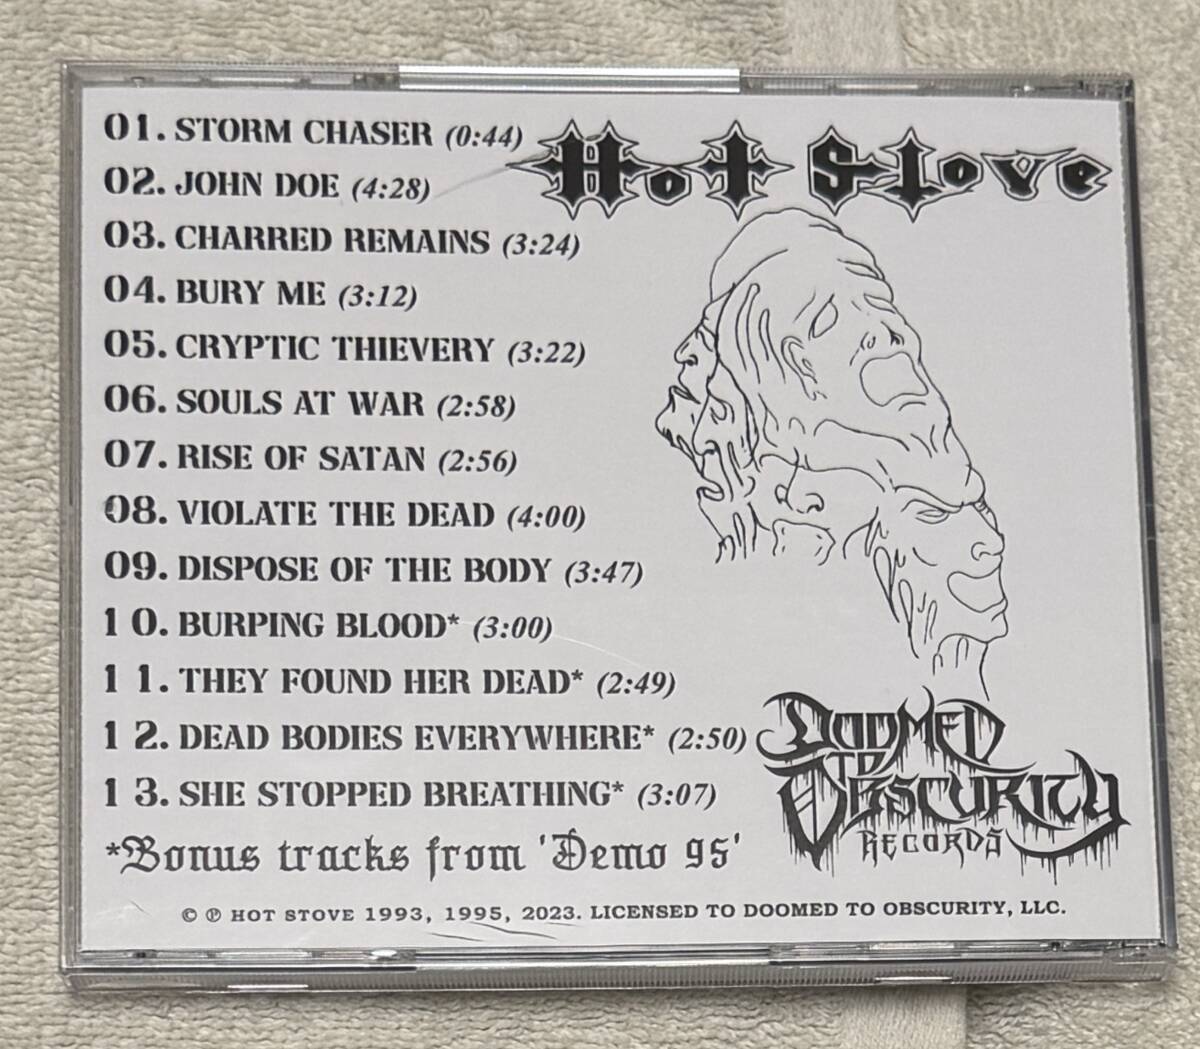 01. STORM CHASER (0:44)
Hot Stove
02. JOHN DOE (4:28)
03. CHARRED REMAINS (3:24)
04. BURY ME (3:12)
05. CRYPTIC THIEVERY (3:22)
06. SOULS AT WAR (2:58)
07. RISE OF SATAN (2:56)
08. VIOLATE THE DEAD (4:00)
09. DISPOSE OF THE BODY (3:47)
10. BURPING BLOOD* (3:00)
11. THEY FOUND HER DEAD* (2:49)
12. DEAD BODIES EVERYWHERE* (2:50)
13. SHE STOPPED BREATHING* (3:07)
*Bonus tracks from 'Demo 95'
DOOMED
TO
OBSCURITY
RECORDS
© ℗ HOT STOVE 1993, 1995, 2023. LICENSED TO DOOMED TO OBSCURITY, LLC.